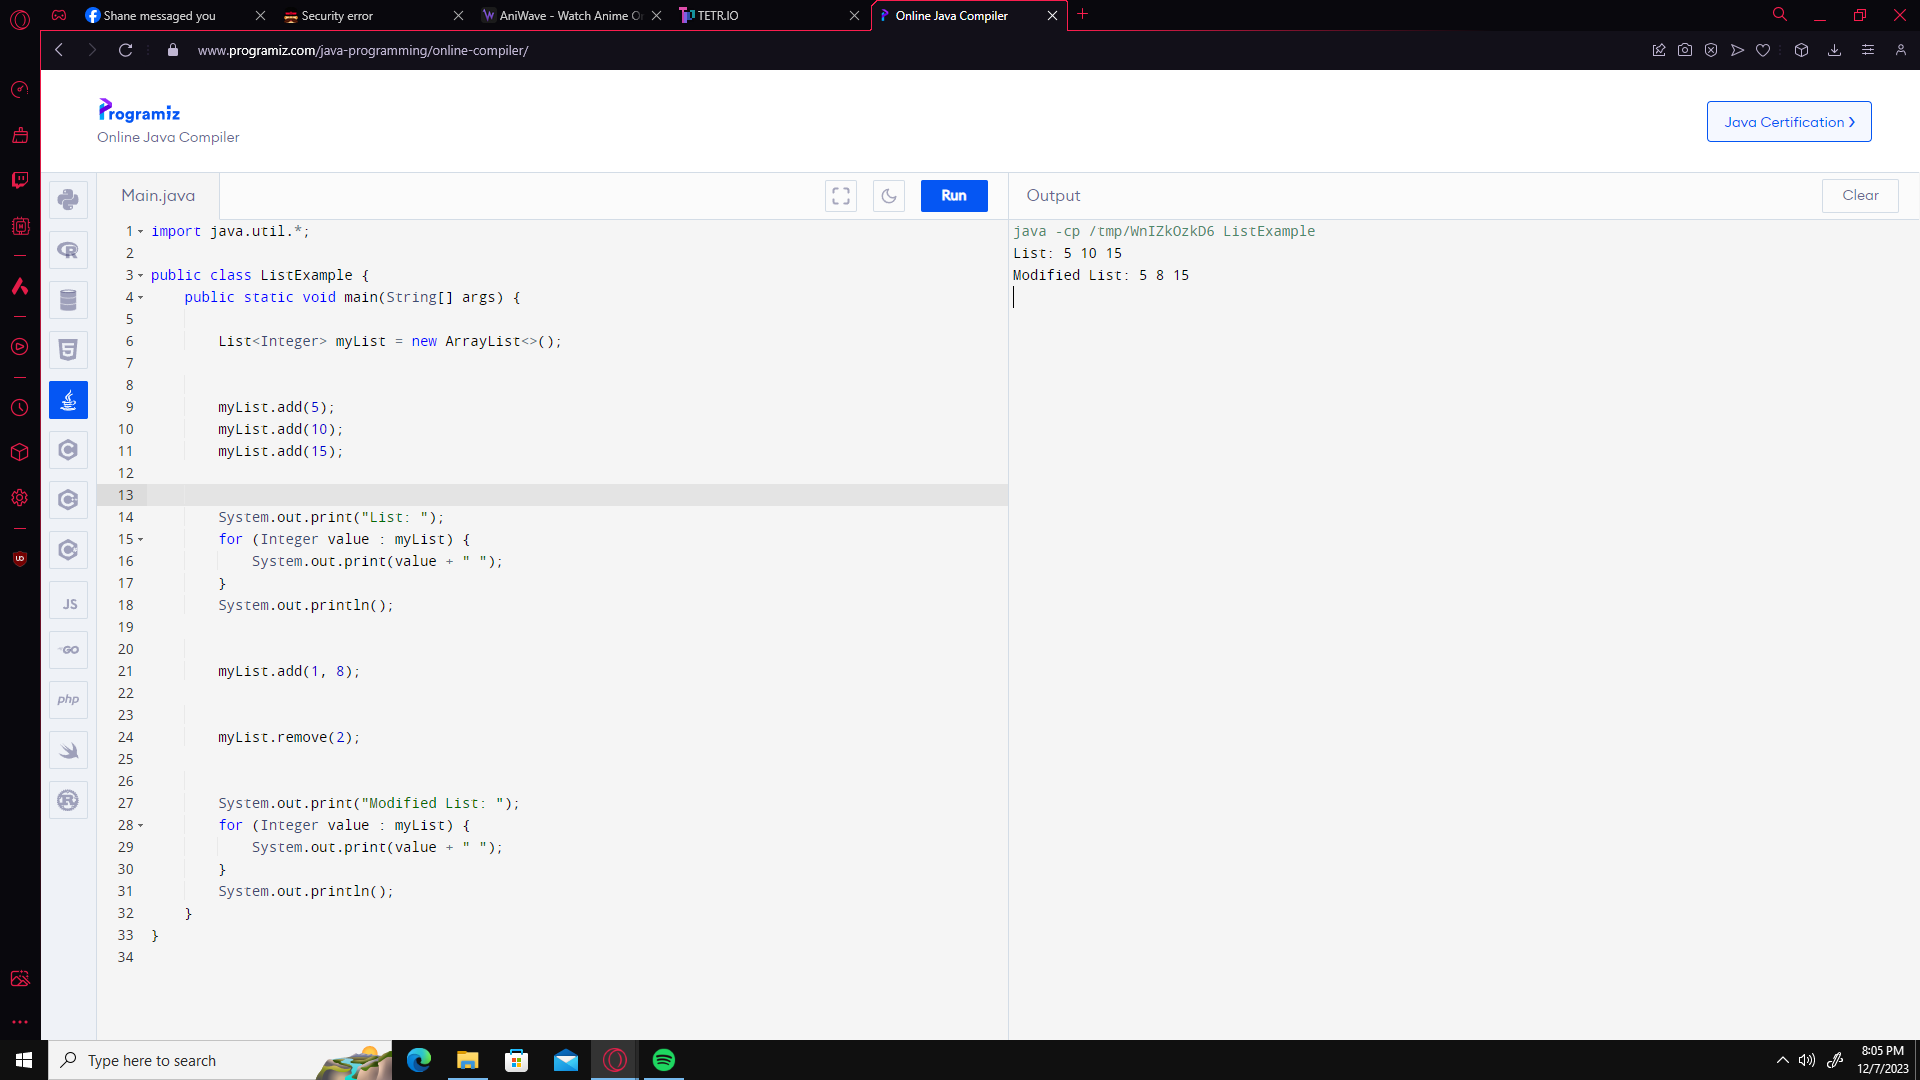 Shane messaged you
Security error
AniWave - Watch Anime O
TETR.IO
Online Java Compiler
www.programiz.com/java-programming/online-compiler/
Programiz
Online Java Compiler
Java Certification
Main.java
Run
Output
Clear
1 import java.util.*;
2
3 public class ListExample {
4 public static void main(String[] args) {
5
6 List<Integer> myList = new ArrayList<>();
7
8
9 myList.add(5);
10 myList.add(10);
11 myList.add(15);
12
13
14 System.out.print("List: ");
15 for (Integer value : myList) {
16 System.out.print(value + " ");
17 }
18 System.out.println();
19
20
21 myList.add(1, 8);
22
23
24 myList.remove(2);
25
26
27 System.out.print("Modified List: ");
28 for (Integer value : myList) {
29 System.out.print(value + " ");
30 }
31 System.out.println();
32 }
33 }
34
java -cp /tmp/WnIZkOzkD6 ListExample
List: 5 10 15
Modified List: 5 8 15
JS
GO
php
Type here to search
8:05 PM
12/7/2023